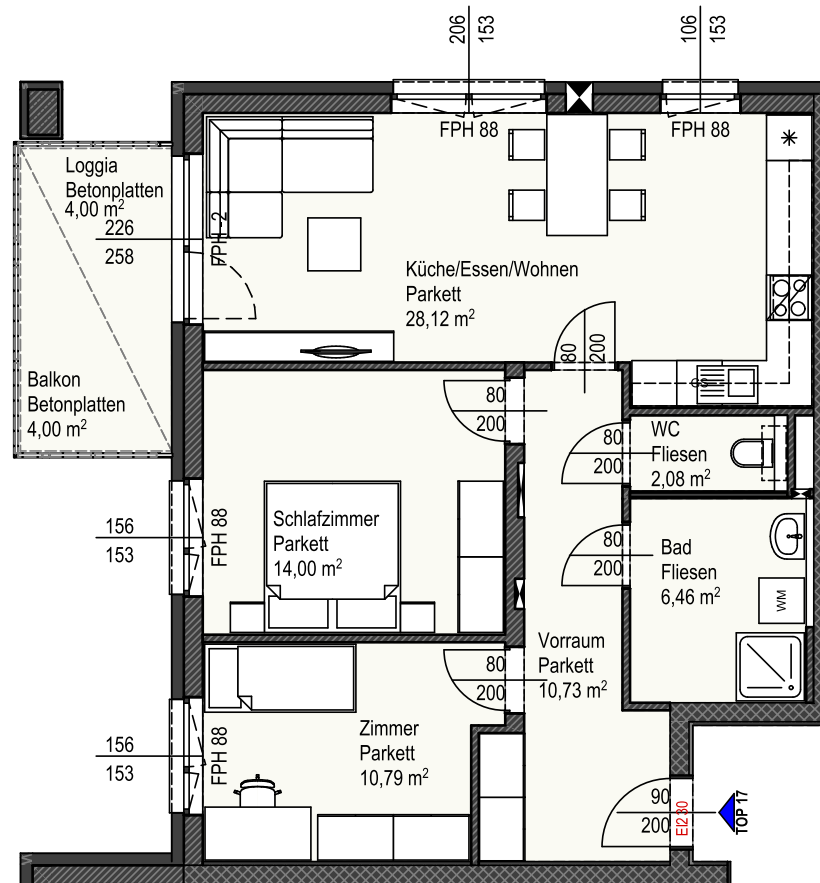 206
153
106
153
FPH 88
FPH 88
Loggia
Betonplatten
4,00 m²
226
258
FPH -2
Küche/Essen/Wohnen
Parkett
28,12 m²
80
200
Balkon
Betonplatten
4,00 m²
80
200
GS
80
200
WC
Fliesen
2,08 m²
156
153
FPH 88
Schlafzimmer
Parkett
14,00 m²
80
200
Bad
Fliesen
6,46 m²
WM
Vorraum
Parkett
10,73 m²
80
200
156
153
FPH 88
Zimmer
Parkett
10,79 m²
90
200
EI230
TOP 17